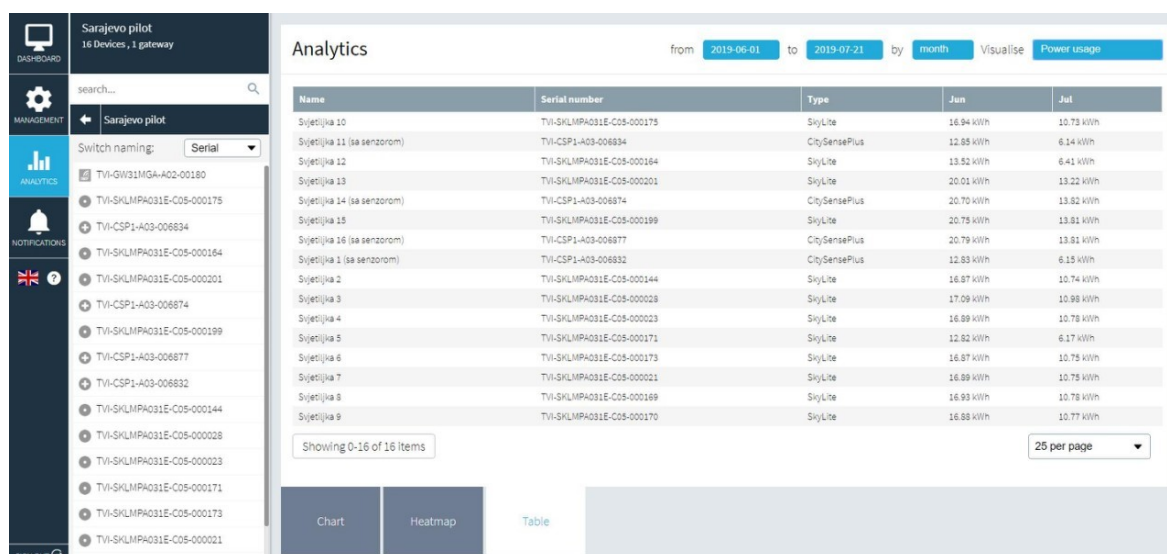 DASHBOARD
MANAGEMENT
ANALYTICS
NOTIFICATIONS
?
Sarajevo pilot
16 Devices , 1 gateway
search...
Sarajevo pilot
Switch naming: Serial
TVI-GW31MGA-A02-00180
TVI-SKLMPA031E-C05-000175
TVI-CSP1-A03-006834
TVI-SKLMPA031E-C05-000164
TVI-SKLMPA031E-C05-000201
TVI-CSP1-A03-006874
TVI-SKLMPA031E-C05-000199
TVI-CSP1-A03-006877
TVI-CSP1-A03-006832
TVI-SKLMPA031E-C05-000144
TVI-SKLMPA031E-C05-000028
TVI-SKLMPA031E-C05-000023
TVI-SKLMPA031E-C05-000171
TVI-SKLMPA031E-C05-000173
TVI-SKLMPA031E-C05-000021
Analytics from 2019-06-01 to 2019-07-21 by month Visualise Power usage
Name Serial number Type Jun Jul
Svjetiljka 10 TVI-SKLMPA031E-C05-000175 SkyLite 16.94 kWh 10.73 kWh
Svjetiljka 11 (sa senzorom) TVI-CSP1-A03-006834 CitySensePlus 12.85 kWh 6.14 kWh
Svjetiljka 12 TVI-SKLMPA031E-C05-000164 SkyLite 13.52 kWh 6.41 kWh
Svjetiljka 13 TVI-SKLMPA031E-C05-000201 SkyLite 20.01 kWh 13.22 kWh
Svjetiljka 14 (sa senzorom) TVI-CSP1-A03-006874 CitySensePlus 20.70 kWh 13.82 kWh
Svjetiljka 15 TVI-SKLMPA031E-C05-000199 SkyLite 20.75 kWh 13.81 kWh
Svjetiljka 16 (sa senzorom) TVI-CSP1-A03-006877 CitySensePlus 20.79 kWh 13.81 kWh
Svjetiljka 1 (sa senzorom) TVI-CSP1-A03-006832 CitySensePlus 12.83 kWh 6.15 kWh
Svjetiljka 2 TVI-SKLMPA031E-C05-000144 SkyLite 16.87 kWh 10.74 kWh
Svjetiljka 3 TVI-SKLMPA031E-C05-000028 SkyLite 17.09 kWh 10.98 kWh
Svjetiljka 4 TVI-SKLMPA031E-C05-000023 SkyLite 16.89 kWh 10.78 kWh
Svjetiljka 5 TVI-SKLMPA031E-C05-000171 SkyLite 12.82 kWh 6.17 kWh
Svjetiljka 6 TVI-SKLMPA031E-C05-000173 SkyLite 16.87 kWh 10.75 kWh
Svjetiljka 7 TVI-SKLMPA031E-C05-000021 SkyLite 16.89 kWh 10.75 kWh
Svjetiljka 8 TVI-SKLMPA031E-C05-000169 SkyLite 16.93 kWh 10.78 kWh
Svjetiljka 9 TVI-SKLMPA031E-C05-000170 SkyLite 16.88 kWh 10.77 kWh
Showing 0-16 of 16 items 25 per page
Chart Heatmap Table